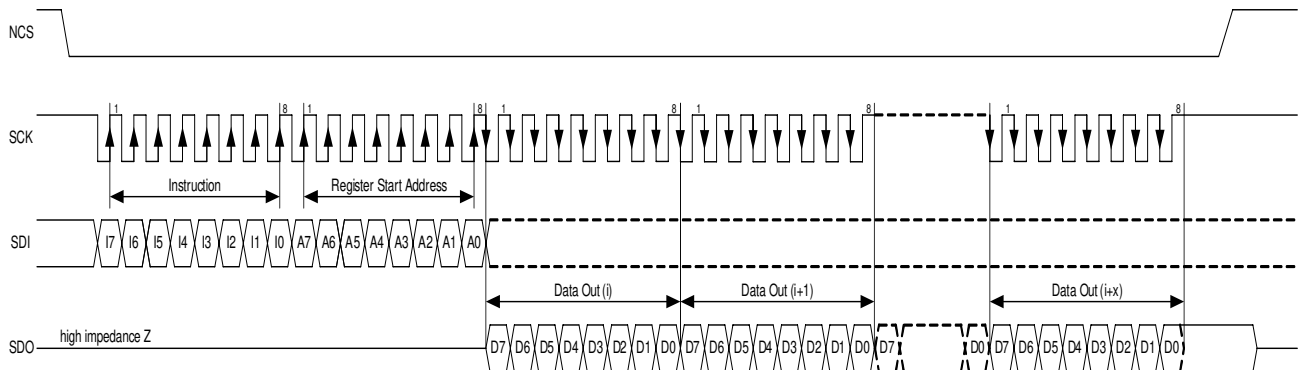 NCS
1 8 1 8 1 8 1 8 1 8
SCK
Instruction Register Start Address
SDI I7 I6 I5 I4 I3 I2 I1 I0 A7 A6 A5 A4 A3 A2 A1 A0
Data Out (i) Data Out (i+1) Data Out (i+x)
high impedance Z
SDO D7 D6 D5 D4 D3 D2 D1 D0 D7 D6 D5 D4 D3 D2 D1 D0 D7 D0 D7 D6 D5 D4 D3 D2 D1 D0